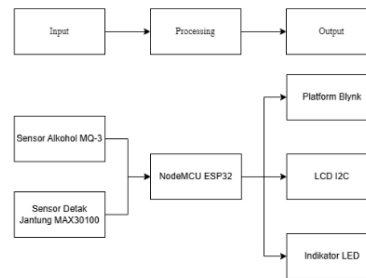 Input
Processing
Output
Platform Blynk
Sensor Alkohol MQ-3
NodeMCU ESP32
LCD I2C
Sensor Detak
Jantung MAX30100
Indikator LED